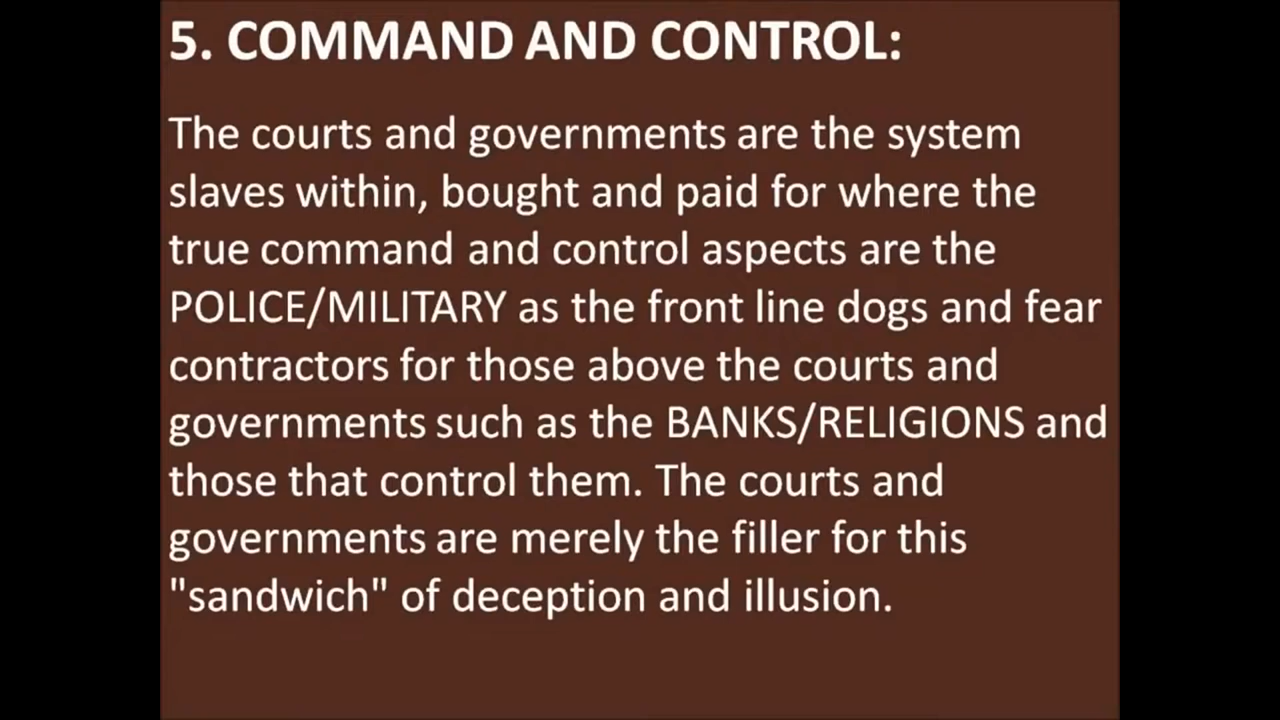 5. COMMAND AND CONTROL:
The courts and governments are the system
slaves within, bought and paid for where the
true command and control aspects are the
POLICE/MILITARY as the front line dogs and fear
contractors for those above the courts and
governments such as the BANKS/RELIGIONS and
those that control them. The courts and
governments are merely the filler for this
"sandwich" of deception and illusion.